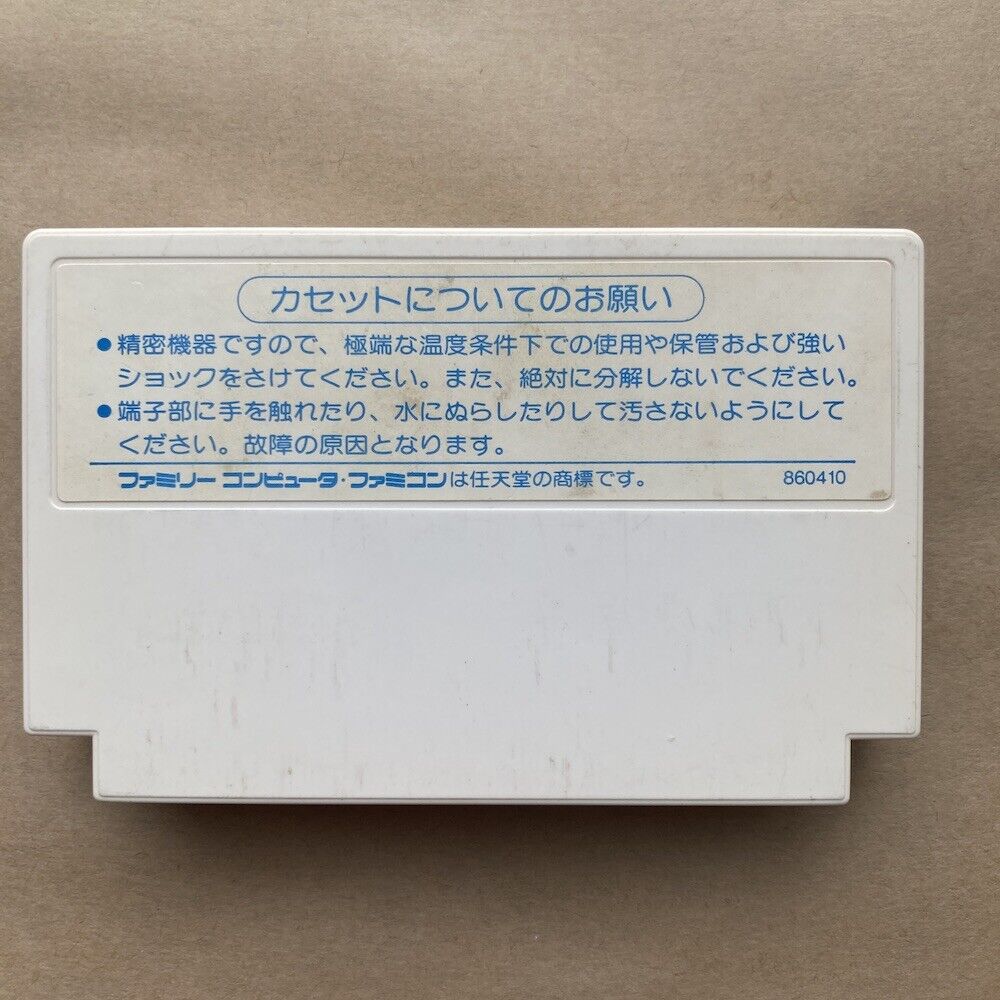 カセットについてのお願い
●精密機器ですので、極端な温度条件下での使用や保管および強い
ショックをさけてください。また、絶対に分解しないでください。
●端子部に手を触れたり、水にぬらしたりして汚さないようにして
ください。故障の原因となります。
ファミリー コンピュータ・ファミコンは任天堂の商標です。 860410